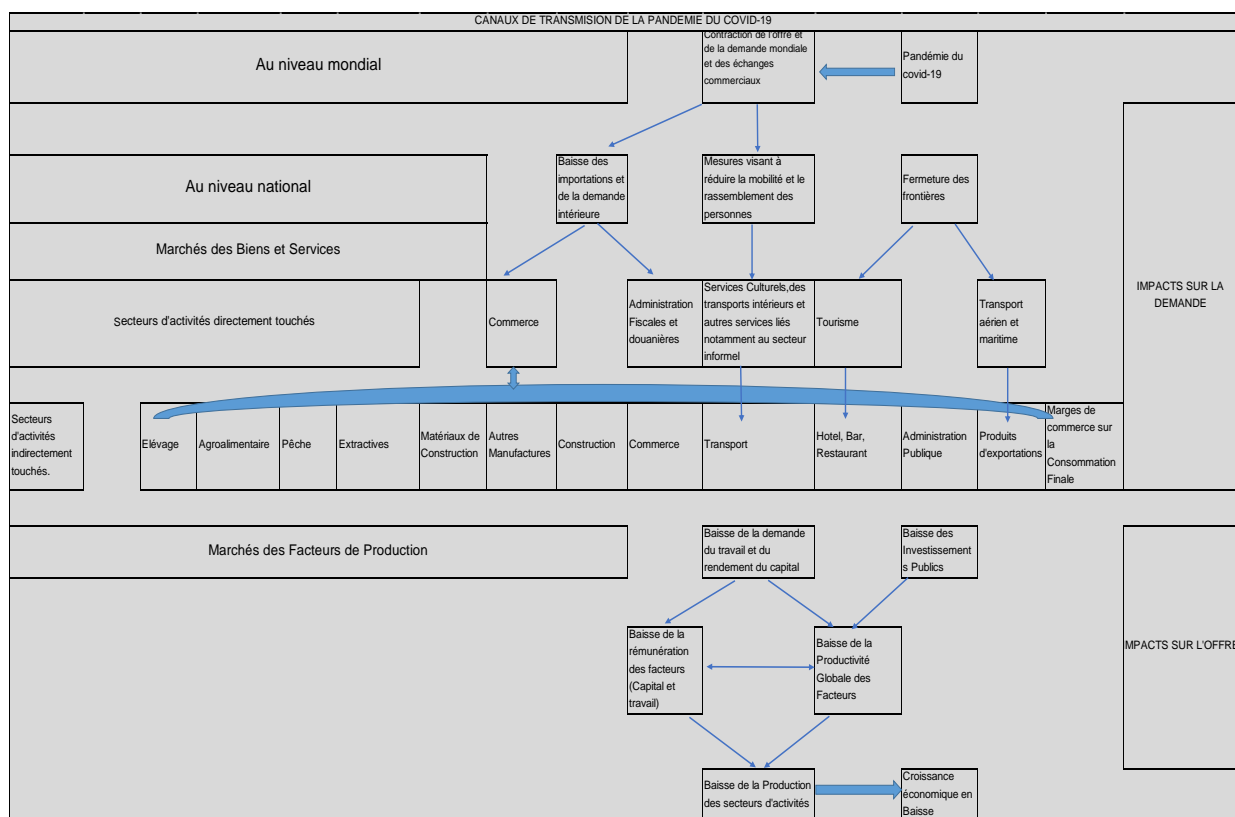 CANAUX DE TRANSMISION DE LA PANDEMIE DU COVID-19
Au niveau mondial
Contraction de l'offre et
de la demande mondiale
et des échanges
commerciaux
Pandémie du
covid-19
Au niveau national
Baisse des
importations et
de la demande
intérieure
Mesures visant à
réduire la mobilité et le
rassemblement des
personnes
Fermeture des
frontières
Marchés des Biens et Services
IMPACTS SUR LA
DEMANDE
Secteurs d'activités directement touchés
Commerce
Administration
Fiscales et
douanières
Services Culturels,des
transports intérieurs et
autres services liés
notamment au secteur
informel
Tourisme
Transport
aérien et
maritime
Secteurs
d'activités
indirectement
touchés.
Elévage
Agroalimentaire
Pêche
Extractives
Matériaux de
Construction
Autres
Manufactures
Construction
Commerce
Transport
Hotel, Bar,
Restaurant
Administration
Publique
Produits
d'exportations
Marges de
commerce sur
la
Consommation
Finale
Marchés des Facteurs de Production
Baisse de la demande
du travail et du
rendement du capital
Baisse des
Investissement
s Publics
Baisse de la
rémunération
des facteurs
(Capital et
travail)
Baisse de la
Productivité
Globale des
Facteurs
MPACTS SUR L'OFFRE
Baisse de la Production
des secteurs d'activités
Croissance
économique en
Baisse